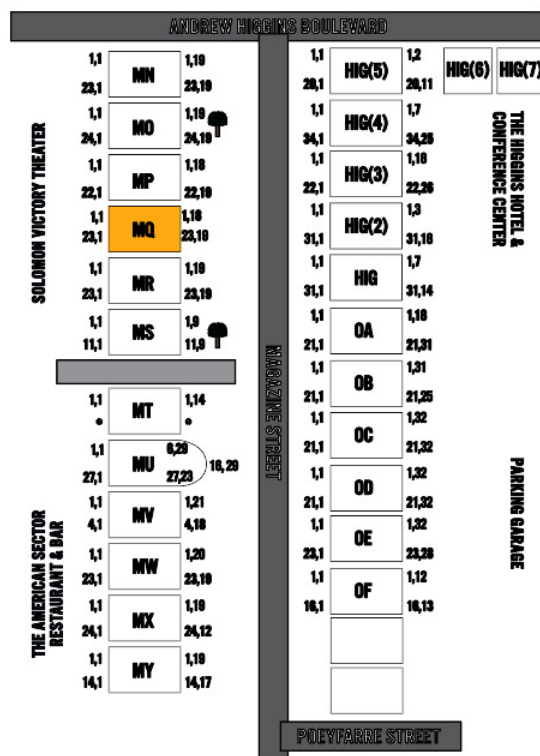 ANDREW HIGGINS BOULEVARD
1,1 MN 1,19
23,1 23,19
1,1 MO 1,19
24,1 24,19
1,1 MP 1,18
22,1 22,19
1,1 MQ 1,18
23,1 23,19
1,1 MR 1,19
23,1 23,19
1,1 MS 1,9
11,1 11,9
SOLOMON VICTORY THEATER
1,1 MT 1,14
1,1 MU 6,29
27,1 27,23 16,29
1,1 MV 1,21
4,1 4,18
1,1 MW 1,20
23,1 23,19
1,1 MX 1,19
24,1 24,12
1,1 MY 1,19
14,1 14,17
THE AMERICAN SECTOR
RESTAURANT & BAR
MAGAZINE STREET
1,1 HIG(5) 1,2 HIG(6) HIG(7)
20,1 20,11
1,1 HIG(4) 1,7
34,1 34,25
1,1 HIG(3) 1,16
22,1 22,26
1,1 HIG(2) 1,3
31,1 31,16
1,1 HIG 1,7
31,1 31,14
1,1 OA 1,18
21,1 21,31
1,1 OB 1,31
21,1 21,25
1,1 OC 1,32
21,1 21,32
1,1 OD 1,32
21,1 21,32
1,1 OE 1,32
23,1 23,28
1,1 OF 1,12
16,1 16,13
THE HIGGINS HOTEL &
CONFERENCE CENTER
PARKING GARAGE
POEYFARRE STREET